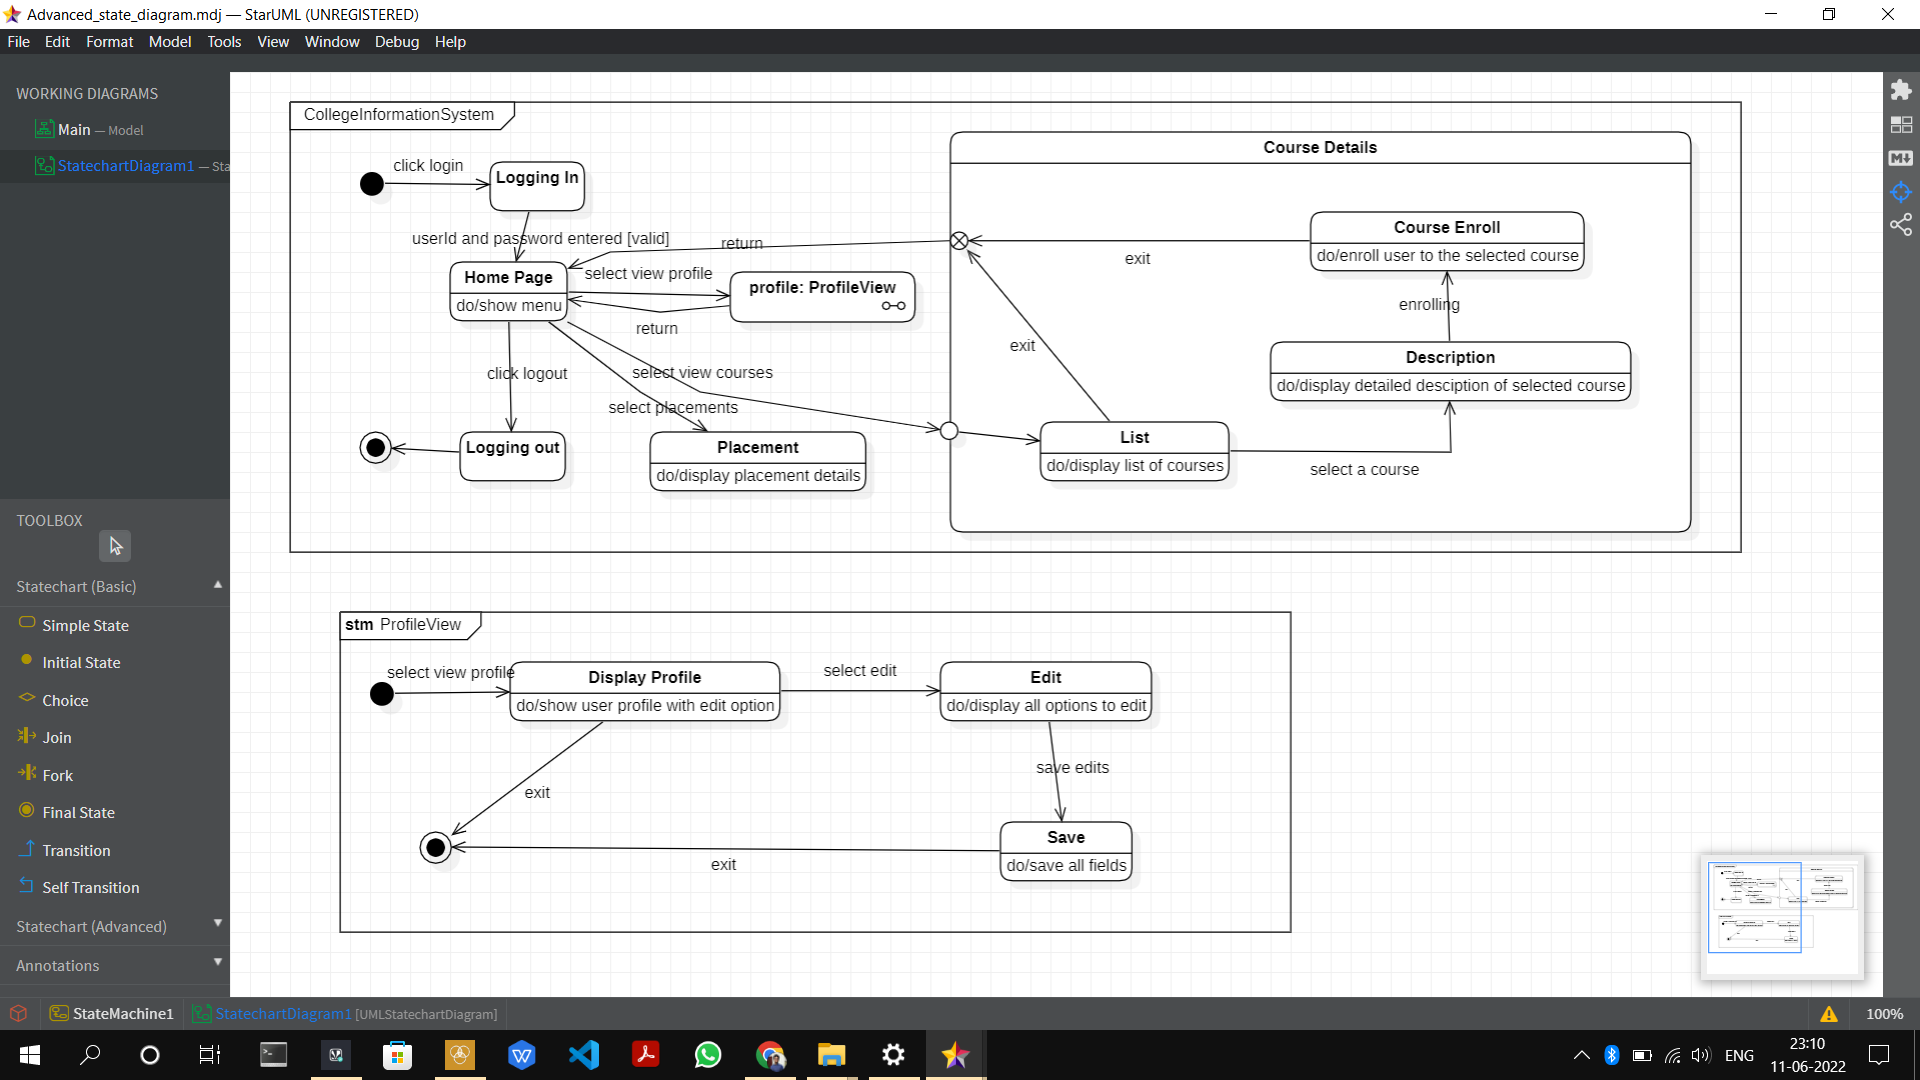 Advanced_state_diagram.mdj — StarUML (UNREGISTERED)
File Edit Format Model Tools View Window Debug Help
WORKING DIAGRAMS
Main — Model
StatechartDiagram1 — Sta
TOOLBOX
Statechart (Basic)
Simple State
Initial State
Choice
Join
Fork
Final State
Transition
Self Transition
Statechart (Advanced)
Annotations
CollegeInformationSystem
click login
Logging In
userId and password entered [valid]
return
Home Page
do/show menu
select view profile
profile: ProfileView
return
click logout
select view courses
select placements
Logging out
Placement
do/display placement details
Course Details
Course Enroll
do/enroll user to the selected course
exit
enrolling
exit
Description
do/display detailed desciption of selected course
List
do/display list of courses
select a course
stm ProfileView
select view profile
Display Profile
do/show user profile with edit option
select edit
Edit
do/display all options to edit
save edits
exit
Save
do/save all fields
exit
StateMachine1
StatechartDiagram1 [UMLStatechartDiagram]
100%
ENG
23:10
11-06-2022